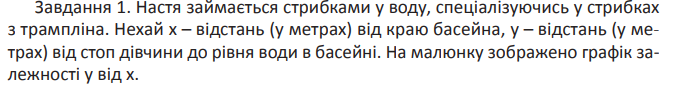 Завдання 1. Настя займається стрибками у воду, спеціалізуючись у стрибках
з трампліна. Нехай x – відстань (у метрах) від краю басейна, y – відстань (у ме-
трах) від стоп дівчини до рівня води в басейні. На малюнку зображено графік за-
лежності y від x.